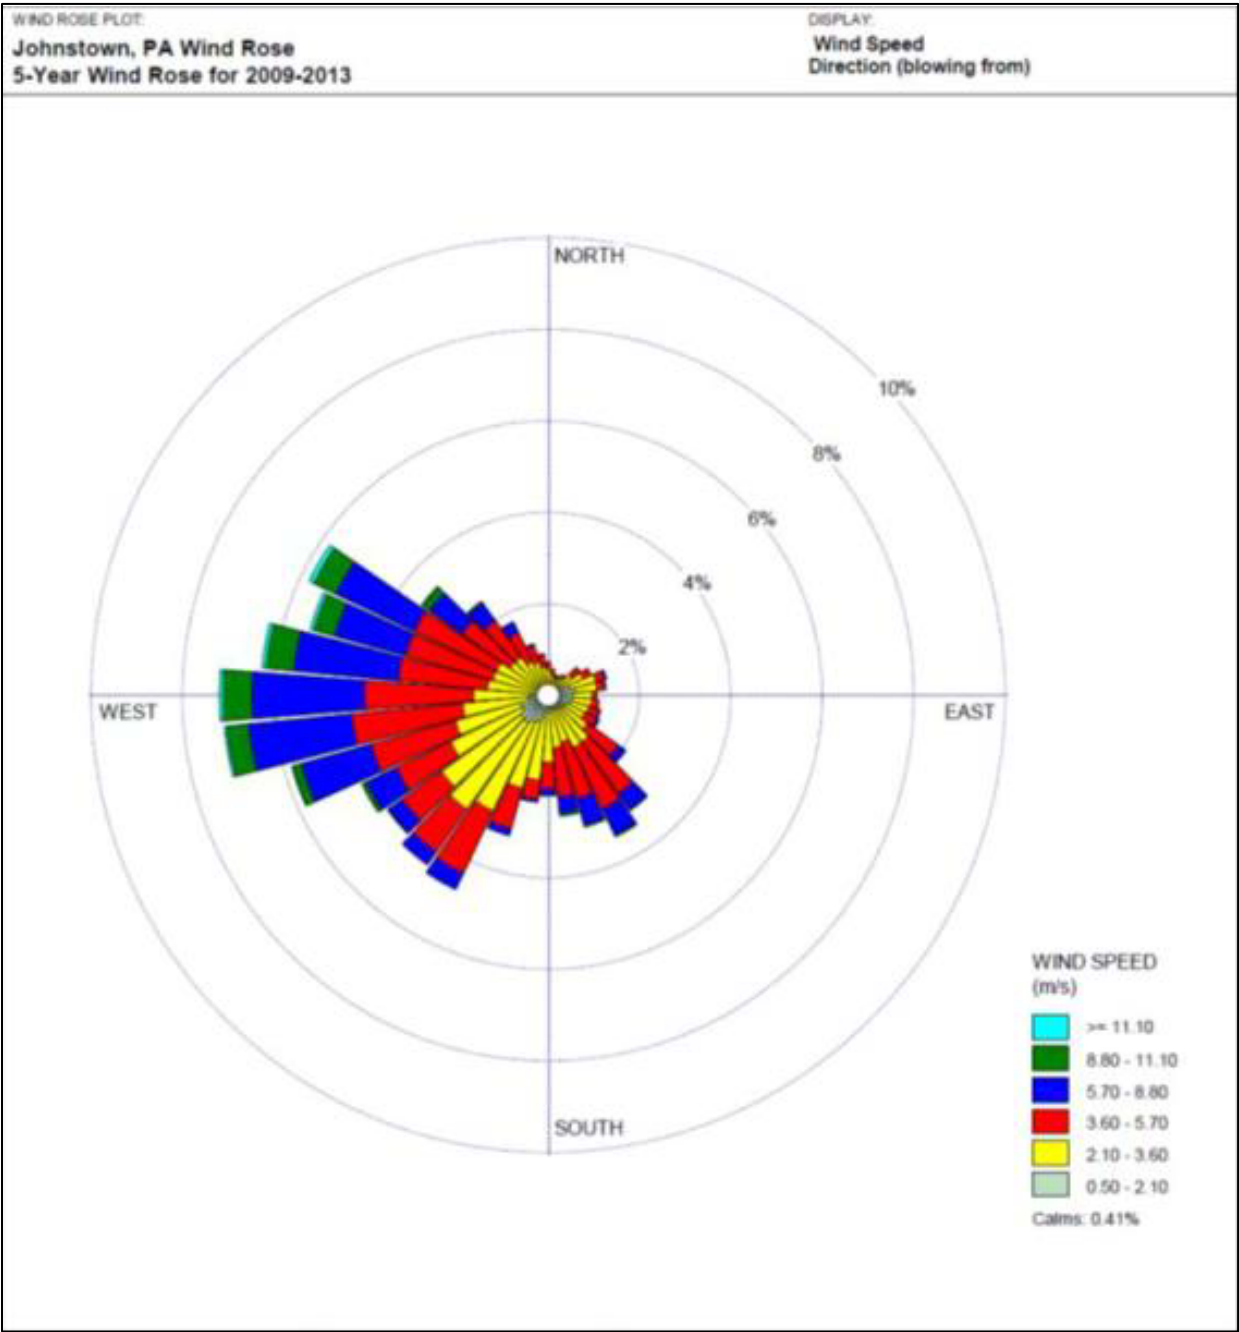 WIND ROSE PLOT:
Johnstown, PA Wind Rose
5-Year Wind Rose for 2009-2013
DISPLAY:
Wind Speed
Direction (blowing from)
NORTH
10%
8%
6%
4%
2%
WEST
EAST
SOUTH
WIND SPEED
(m/s)
>= 11.10
8.80 - 11.10
5.70 - 8.80
3.60 - 5.70
2.10 - 3.60
0.50 - 2.10
Calms: 0.41%